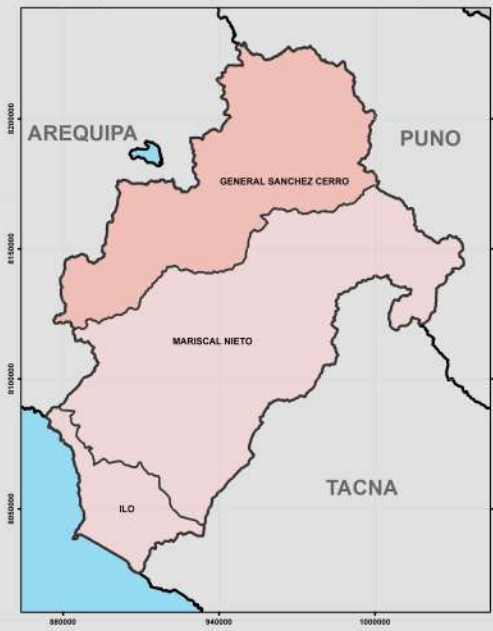 AREQUIPA
PUNO
GENERAL SANCHEZ CERRO
MARISCAL NIETO
TACNA
ILO
8200000
8150000
8100000
8050000
880000
940000
1000000